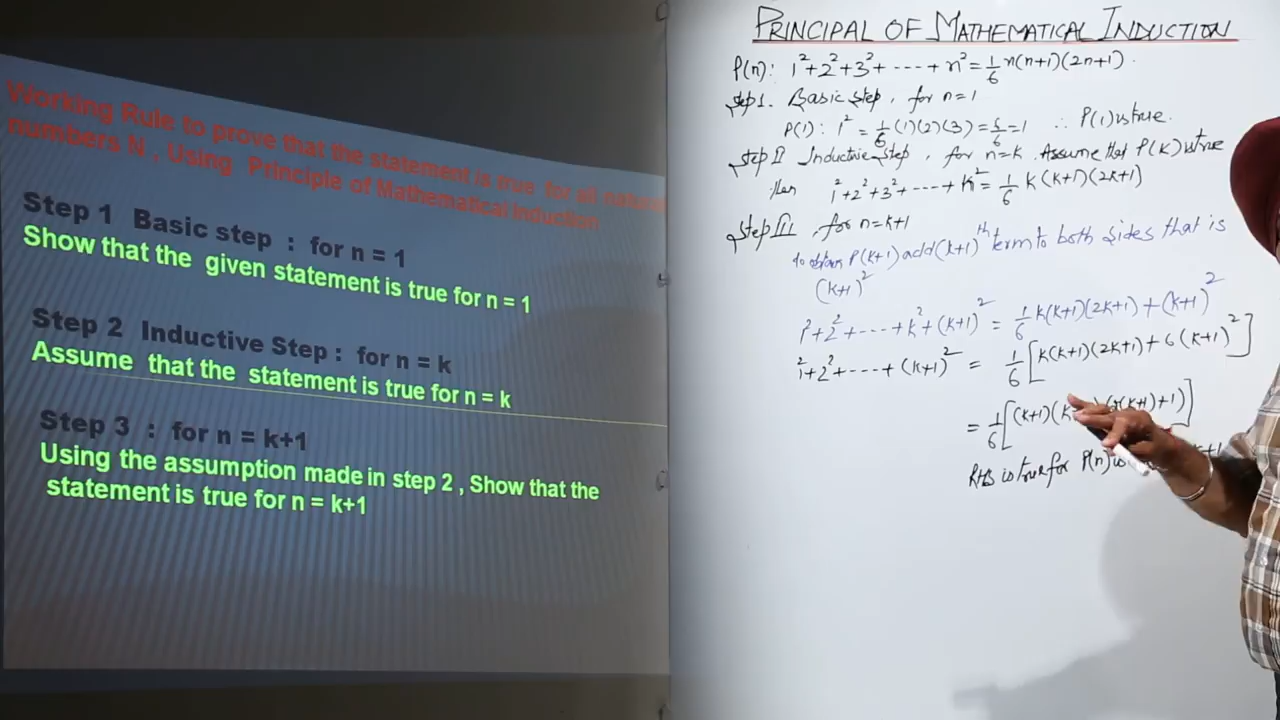 Working Rule to prove that the statement is true for all natural
numbers N , Using Principle of Mathematical Induction
Step 1 Basic step : for n = 1
Show that the given statement is true for n = 1
Step 2 Inductive Step : for n = k
Assume that the statement is true for n = k
Step 3 : for n = k+1
Using the assumption made in step 2 , Show that the
statement is true for n = k+1
PRINCIPAL OF MATHEMATICAL INDUCTION
P(n): 1²+2²+3²+ ---- + n² = 1/6 n(n+1)(2n+1).
Step 1. Basic Step, for n=1
P(1): 1² = 1/6 (1)(2)(3) = 6/6 = 1 ∴ P(1) is true.
Step II Inductive Step, for n=k. Assume that P(k) is true
then 1²+2²+3²+ ---- + k² = 1/6 k(k+1)(2k+1)
Step III, for n=k+1
to obtain P(k+1) add (k+1)th term to both sides that is
(k+1)²
1²+2²+ ---- + k²+(k+1)² = 1/6 k(k+1)(2k+1) + (k+1)²
1²+2²+ ---- + (k+1)² = 1/6 [k(k+1)(2k+1) + 6(k+1)²]
= 1/6 [(k+1)(k (k+1)+1)]
RHS is true for P(n) is